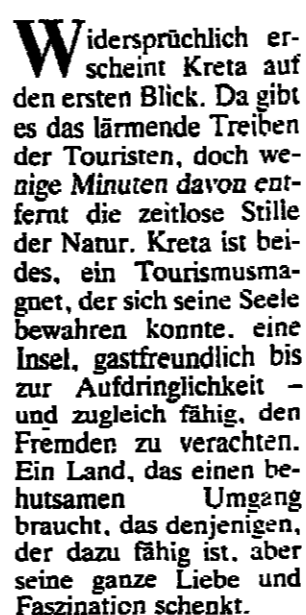 Widersprüchlich er-
scheint Kreta auf
den ersten Blick. Da gibt
es das lärmende Treiben
der Touristen, doch we-
nige Minuten davon ent-
fernt die zeitlose Stille
der Natur. Kreta ist bei-
des, ein Tourismusma-
gnet, der sich seine Seele
bewahren konnte. eine
Insel, gastfreundlich bis
zur Aufdringlichkeit –
und zugleich fähig, den
Fremden zu verachten.
Ein Land, das einen be-
hutsamen Umgang
braucht, das denjenigen,
der dazu fähig ist. aber
seine ganze Liebe und
Faszination schenkt.